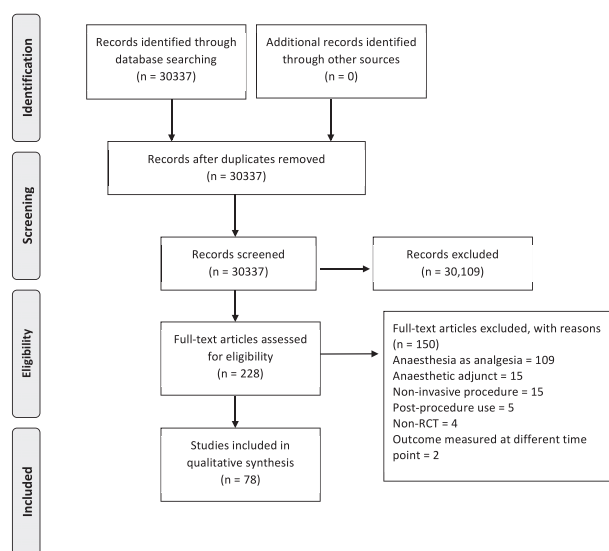 Identification
Records identified through
database searching
(n = 30337)
Additional records identified
through other sources
(n = 0)
Records after duplicates removed
(n = 30337)
Screening
Records screened
(n = 30337)
Records excluded
(n = 30,109)
Eligibility
Full-text articles assessed
for eligibility
(n = 228)
Full-text articles excluded, with reasons
(n = 150)
Anaesthesia as analgesia = 109
Anaesthetic adjunct = 15
Non-invasive procedure = 15
Post-procedure use = 5
Non-RCT = 4
Outcome measured at different time
point = 2
Included
Studies included in
qualitative synthesis
(n = 78)